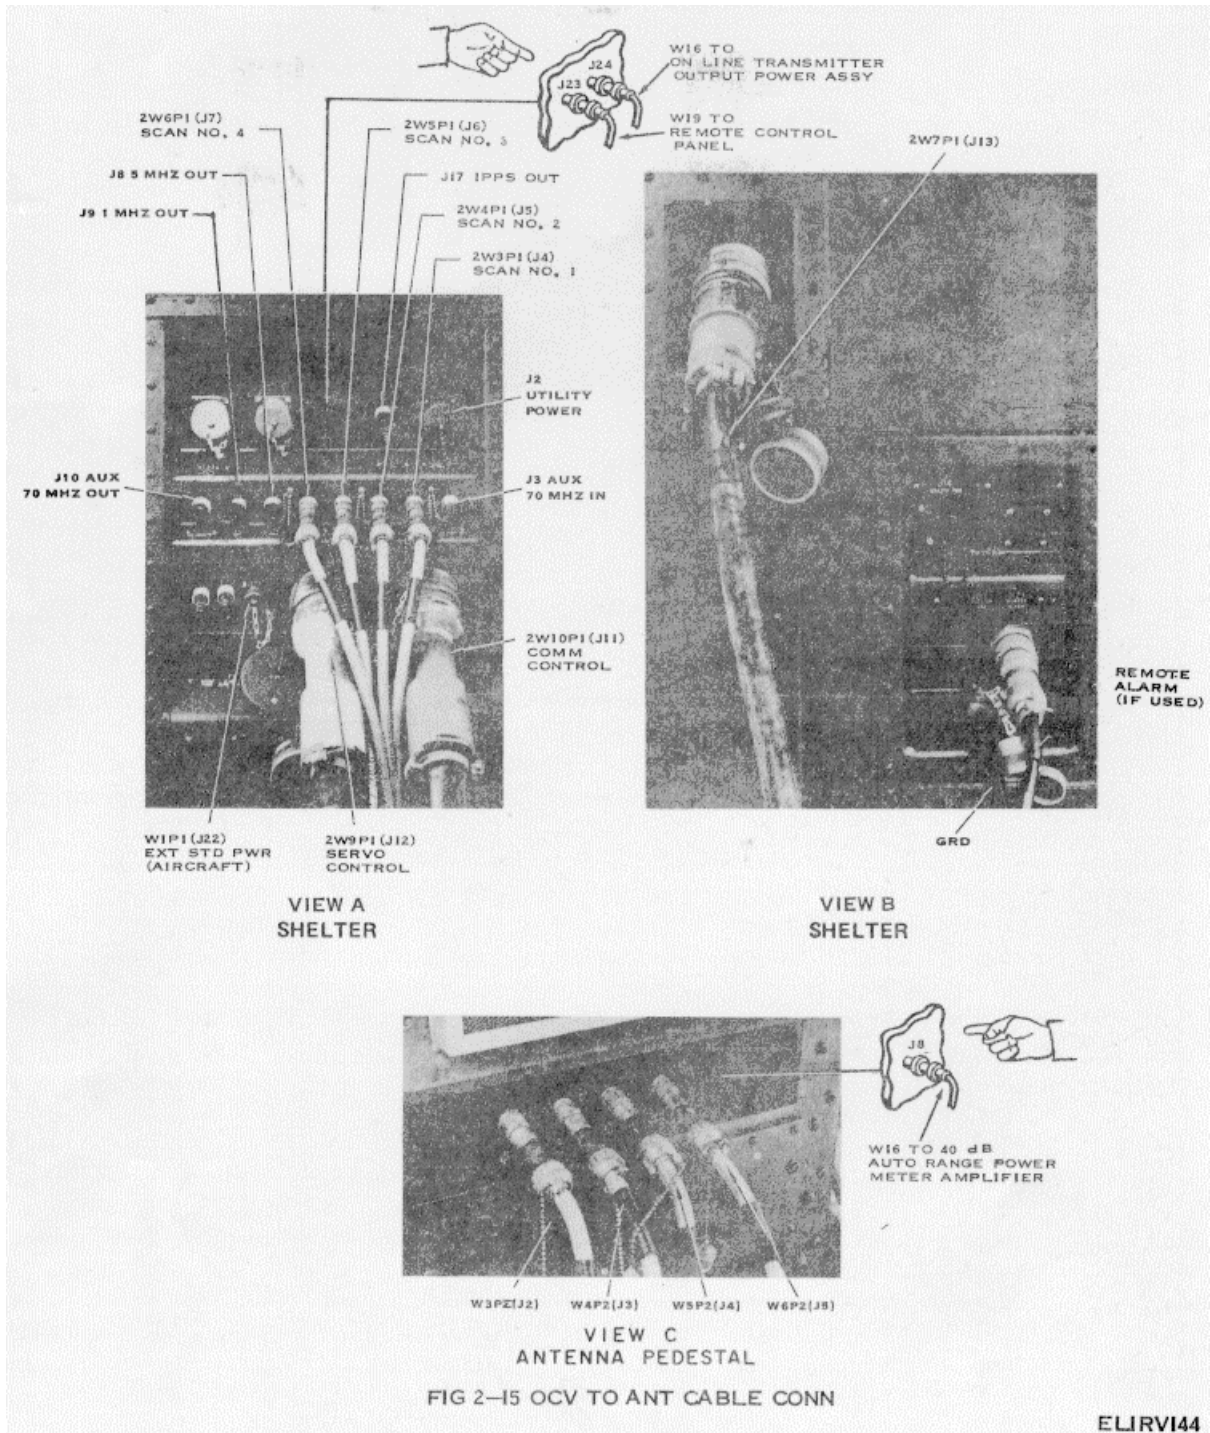 W16 TO
ON LINE TRANSMITTER
OUTPUT POWER ASSY
J24
J23
W19 TO
REMOTE CONTROL
PANEL
2W7P1(J13)
2W6P1(J7)
SCAN NO. 4
2W5P1(J6)
SCAN NO. 3
J8 5 MHZ OUT
J17 1PPS OUT
J9 1 MHZ OUT
2W4P1(J5)
SCAN NO. 2
2W3P1(J4)
SCAN NO. 1
J2
UTILITY
POWER
J10 AUX
70 MHZ OUT
J3 AUX
70 MHZ IN
2W10P1(J11)
COMM
CONTROL
REMOTE
ALARM
(IF USED)
W1P1(J22)
EXT STD PWR
(AIRCRAFT)
2W9P1(J12)
SERVO
CONTROL
GRD
VIEW A
SHELTER
VIEW B
SHELTER
J8
W16 TO 40 dB
AUTO RANGE POWER
METER AMPLIFIER
W3P2(J2)
W4P2(J3)
W5P2(J4)
W6P2(J5)
VIEW C
ANTENNA PEDESTAL
FIG 2-15 OCV TO ANT CABLE CONN
ELIRV144